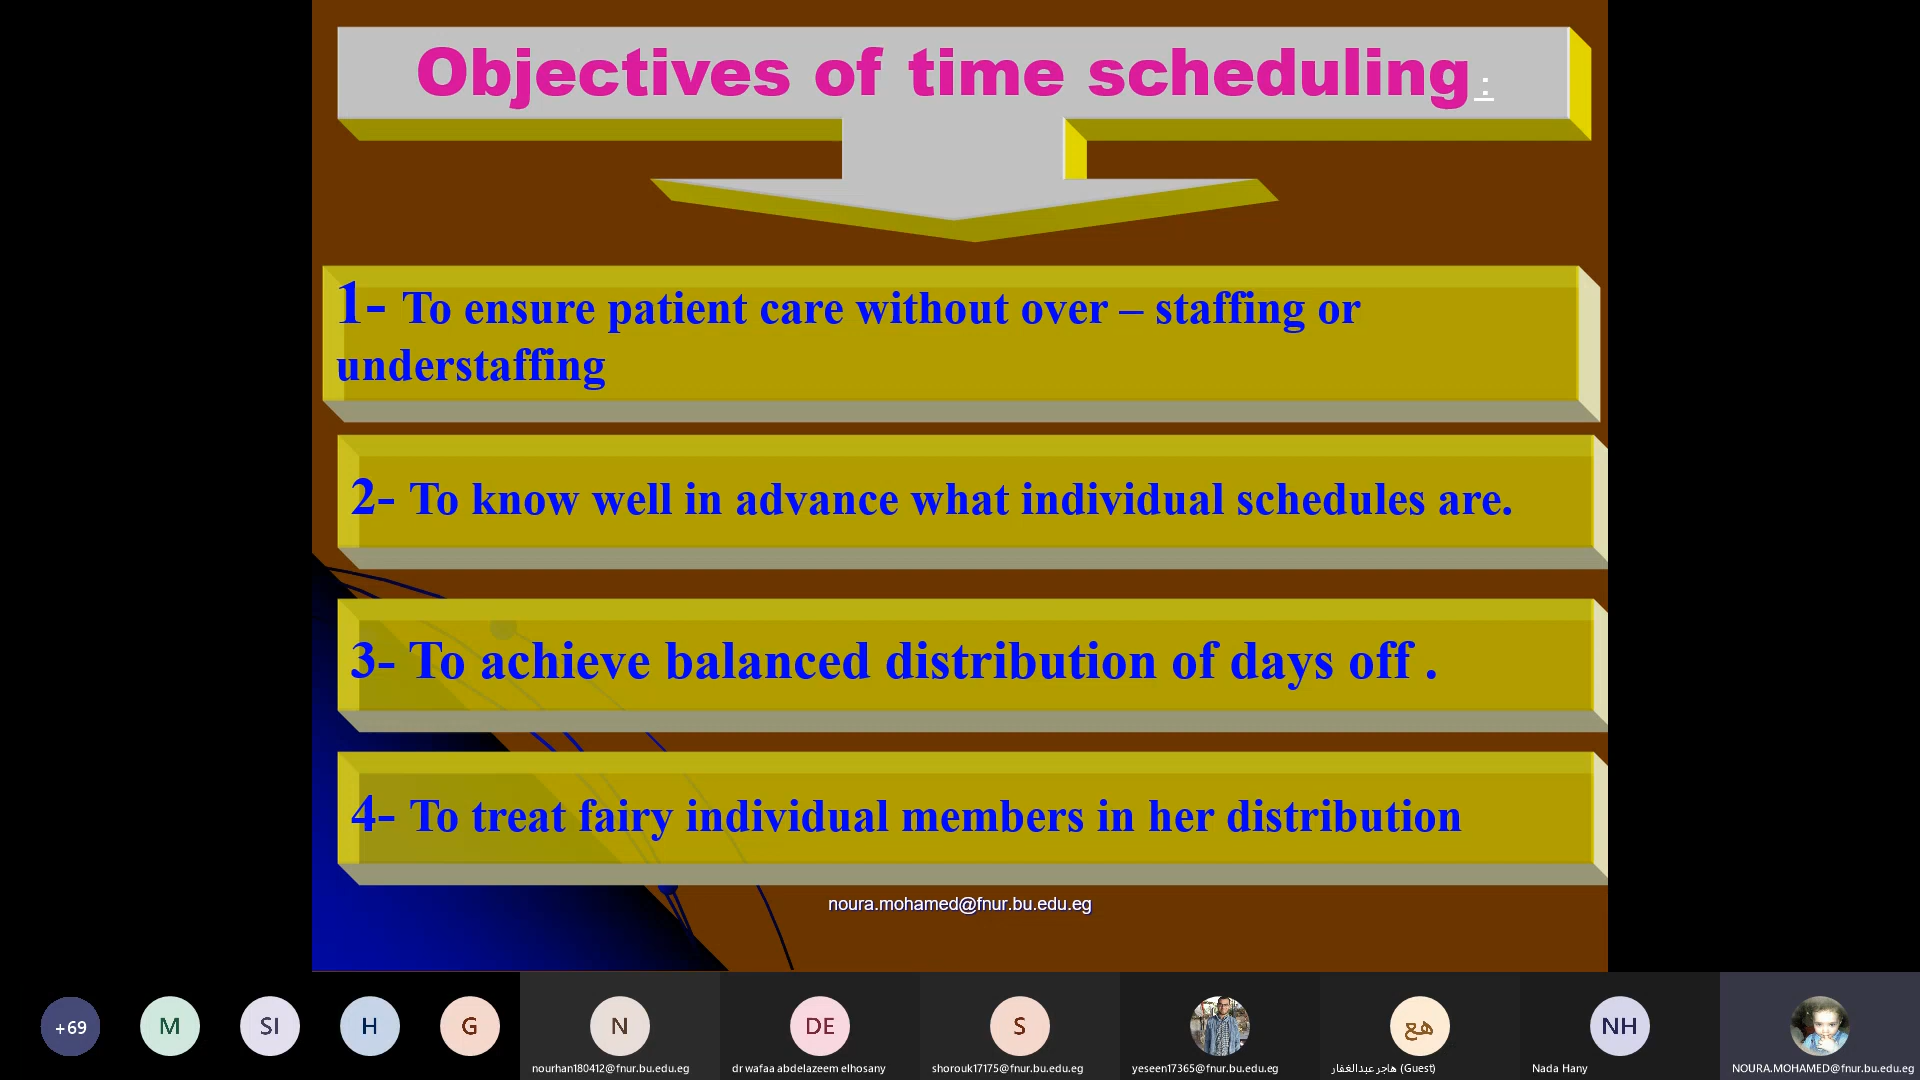 Objectives of time scheduling :
1- To ensure patient care without over – staffing or
understaffing
2- To know well in advance what individual schedules are.
3- To achieve balanced distribution of days off .
4- To treat fairy individual members in her distribution
noura.mohamed@fnur.bu.edu.eg
+69
M
SI
H
G
N
DE
S
هع
NH
nourhan180412@fnur.bu.edu.eg
dr wafaa abdelazeem elhosany
shorouk17175@fnur.bu.edu.eg
yeseen17365@fnur.bu.edu.eg
هاجر عبدالغفار (Guest)
Nada Hany
NOURA.MOHAMED@fnur.bu.edu.eg